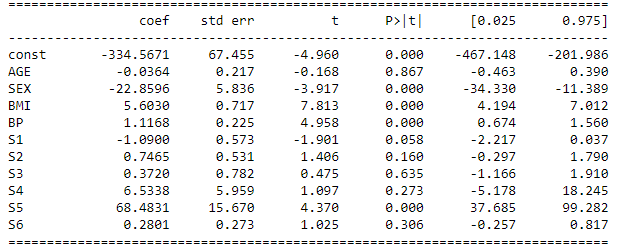 coef std err t P>|t| [0.025 0.975]
const -334.5671 67.455 -4.960 0.000 -467.148 -201.986
AGE -0.0364 0.217 -0.168 0.867 -0.463 0.390
SEX -22.8596 5.836 -3.917 0.000 -34.330 -11.389
BMI 5.6030 0.717 7.813 0.000 4.194 7.012
BP 1.1168 0.225 4.958 0.000 0.674 1.560
S1 -1.0900 0.573 -1.901 0.058 -2.217 0.037
S2 0.7465 0.531 1.406 0.160 -0.297 1.790
S3 0.3720 0.782 0.475 0.635 -1.166 1.910
S4 6.5338 5.959 1.097 0.273 -5.178 18.245
S5 68.4831 15.670 4.370 0.000 37.685 99.282
S6 0.2801 0.273 1.025 0.306 -0.257 0.817